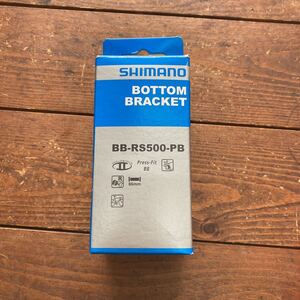 SHIMANO
BOTTOM
BRACKET
BB-RS500-PB
Press-Fit
BB
R
86mm